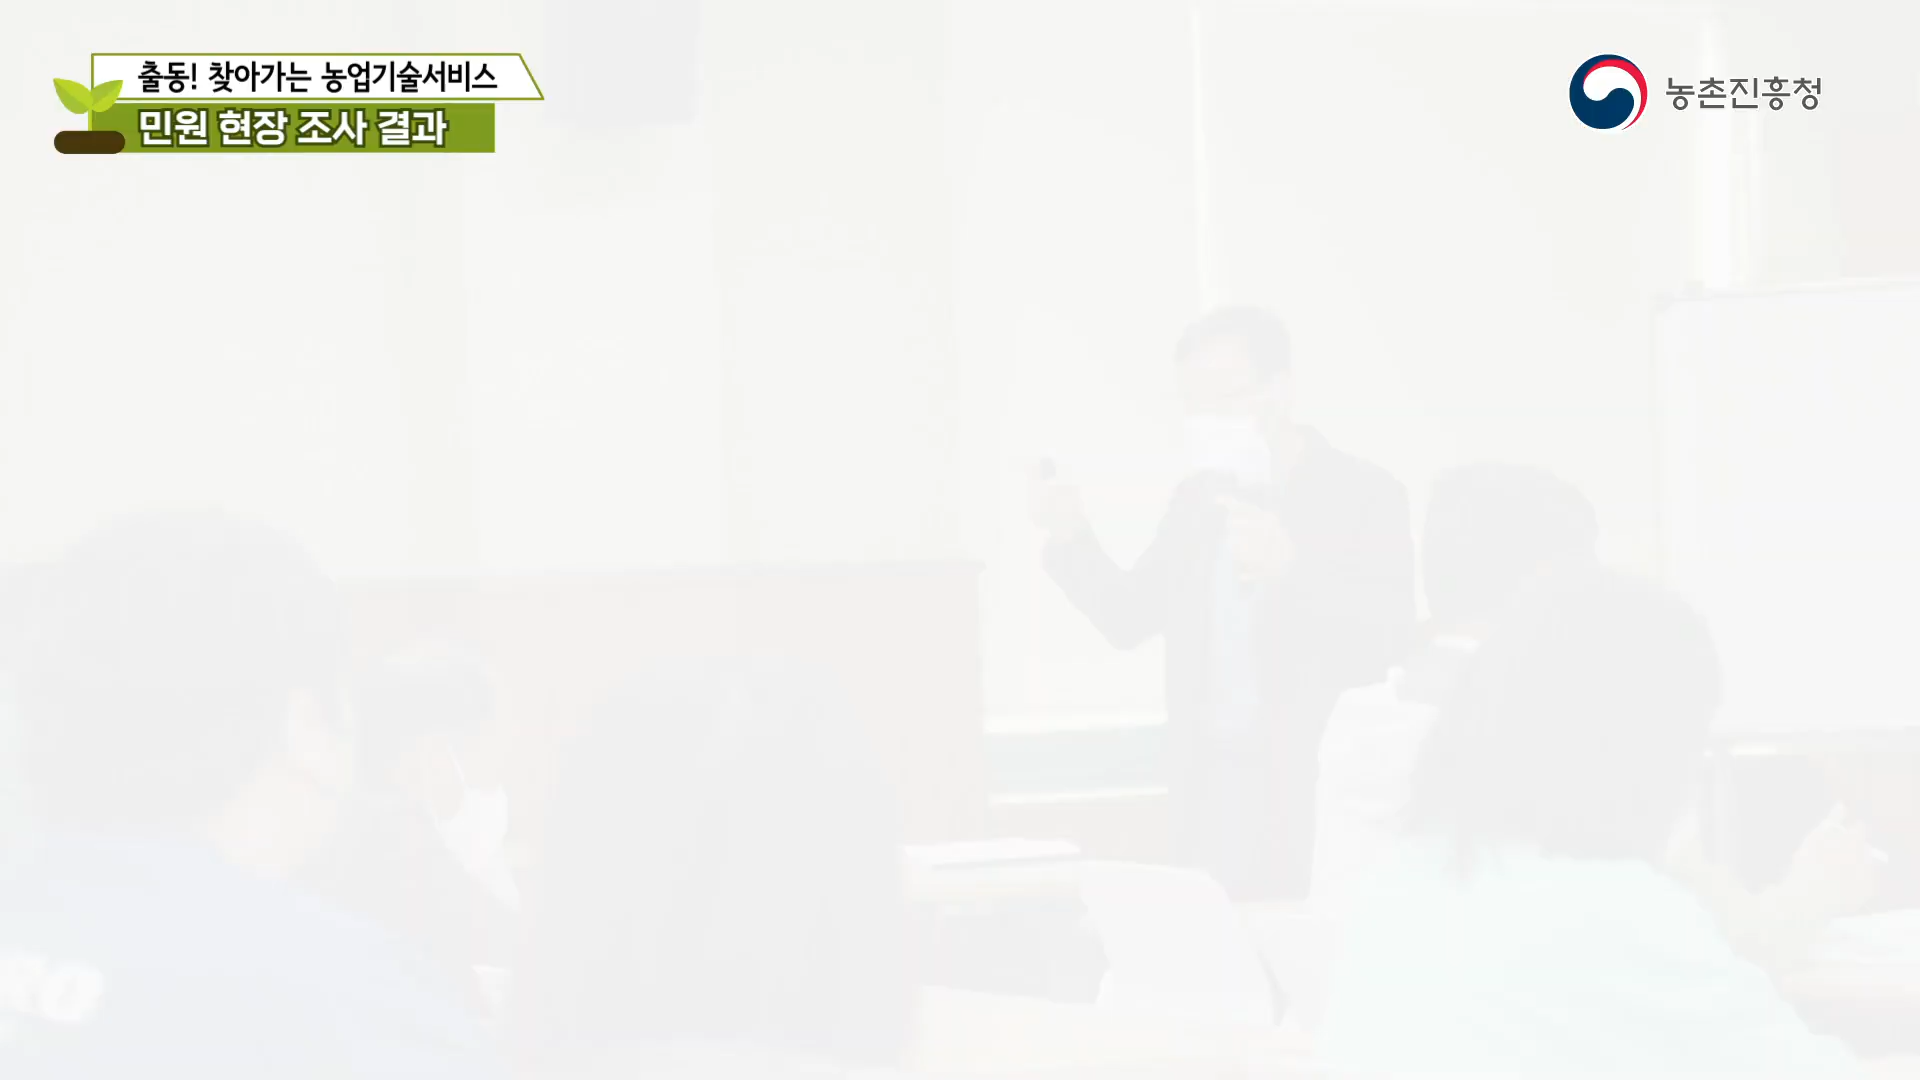 출동! 찾아가는 농업기술서비스
민원 현장 조사 결과
농촌진흥청